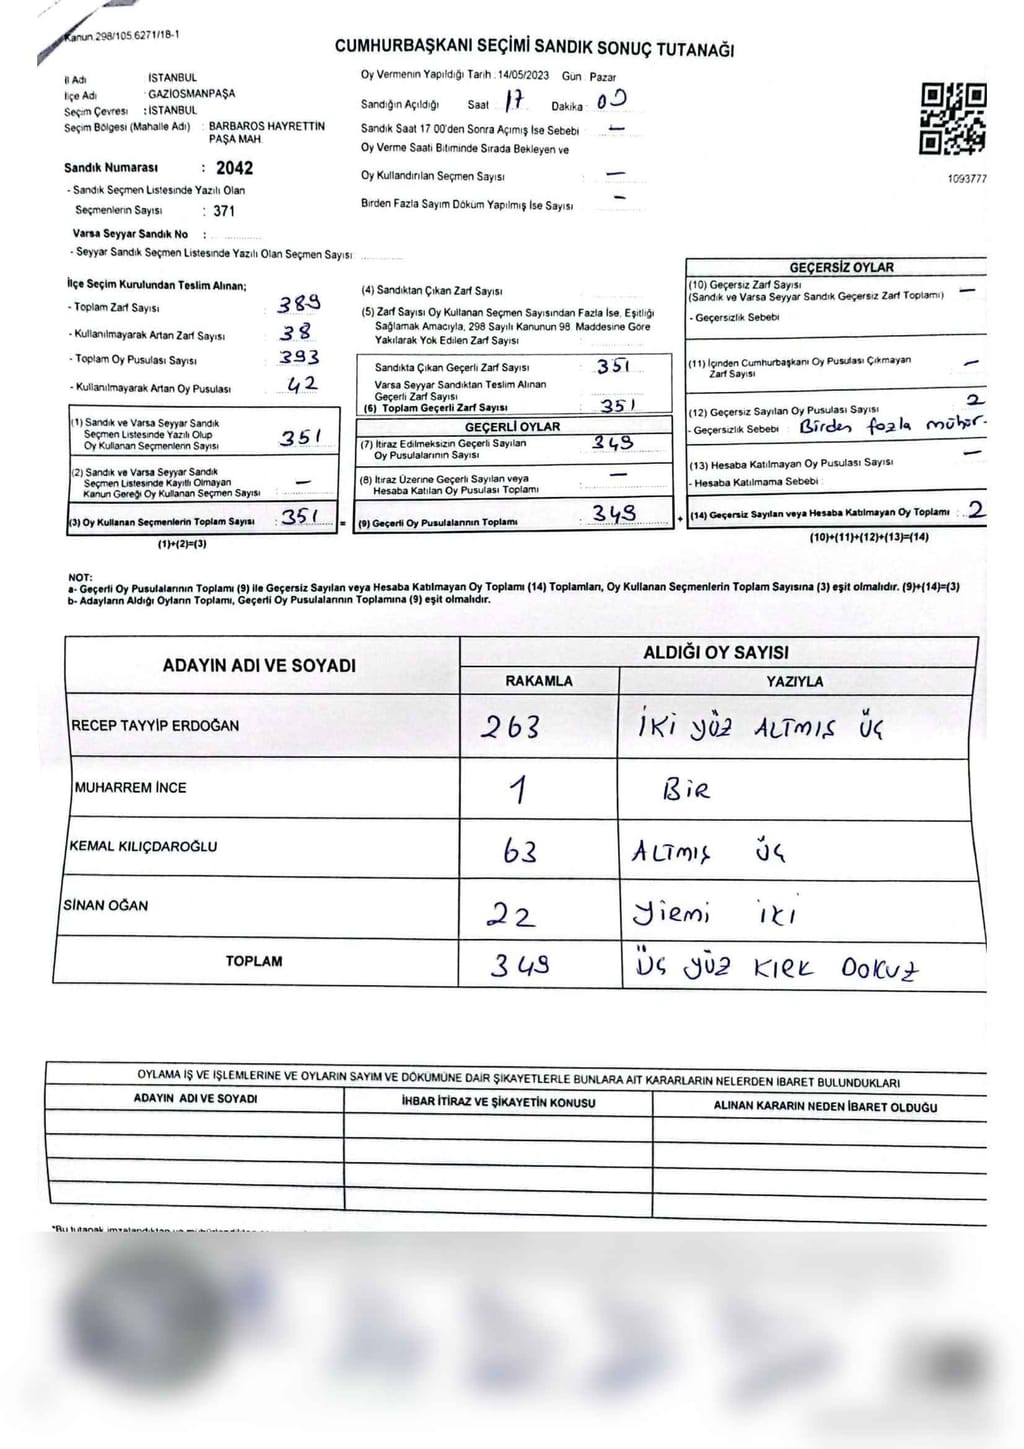 Kanun.298/105.6271/18-1
CUMHURBAŞKANI SEÇİMİ SANDIK SONUÇ TUTANAĞI
İl Adı İSTANBUL
İlçe Adı : GAZİOSMANPAŞA
Seçim Çevresi : İSTANBUL
Seçim Bölgesi (Mahalle Adı) : BARBAROS HAYRETTİN
PAŞA MAH.
Sandık Numarası : 2042
- Sandık Seçmen Listesinde Yazılı Olan
Seçmenlerin Sayısı : 371
Varsa Seyyar Sandık No :
- Seyyar Sandık Seçmen Listesinde Yazılı Olan Seçmen Sayısı :
Oy Vermenin Yapıldığı Tarih : 14/05/2023 Gün : Pazar
Sandığın Açıldığı Saat 17 Dakika : 00
Sandık Saat 17 00'den Sonra Açımış İse Sebebi : —
Oy Verme Saati Bitiminde Sırada Bekleyen ve
Oy Kullandırılan Seçmen Sayısı : —
Birden Fazla Sayım Döküm Yapılmış İse Sayısı : —
1093777
İlçe Seçim Kurulundan Teslim Alınan;
- Toplam Zarf Sayısı : 389
- Kullanılmayarak Artan Zarf Sayısı : 38
- Toplam Oy Pusulası Sayısı : 393
- Kullanılmayarak Artan Oy Pusulası : 42
(1) Sandık ve Varsa Seyyar Sandık
Seçmen Listesinde Yazılı Olup
Oy Kullanan Seçmenlerin Sayısı : 351
(2) Sandık ve Varsa Seyyar Sandık
Seçmen Listesinde Kayıtlı Olmayan
Kanun Gereği Oy Kullanan Seçmen Sayısı : —
(3) Oy Kullanan Seçmenlerin Toplam Sayısı : 351 =
(1)+(2)=(3)
(4) Sandıktan Çıkan Zarf Sayısı :
(5) Zarf Sayısı Oy Kullanan Seçmen Sayısından Fazla İse, Eşitliği
Sağlamak Amacıyla, 298 Sayılı Kanunun 98. Maddesine Göre
Yakılarak Yok Edilen Zarf Sayısı :
Sandıkta Çıkan Geçerli Zarf Sayısı : 351
Varsa Seyyar Sandıktan Teslim Alınan
Geçerli Zarf Sayısı :
(6) Toplam Geçerli Zarf Sayısı : 351
GEÇERLİ OYLAR
(7) İtiraz Edilmeksizin Geçerli Sayılan : 349
Oy Pusulalarının Sayısı
(8) İtiraz Üzerine Geçerli Sayılan veya : —
Hesaba Katılan Oy Pusulası Toplamı
(9) Geçerli Oy Pusulalarının Toplamı : 349 +
GEÇERSİZ OYLAR
(10) Geçersiz Zarf Sayısı : —
(Sandık ve Varsa Seyyar Sandık Geçersiz Zarf Toplamı)
- Geçersizlik Sebebi :
(11) İçinden Cumhurbaşkanı Oy Pusulası Çıkmayan : —
Zarf Sayısı
(12) Geçersiz Sayılan Oy Pusulası Sayısı : 2
- Geçersizlik Sebebi : Birden fazla mühür.
(13) Hesaba Katılmayan Oy Pusulası Sayısı : —
- Hesaba Katılmama Sebebi :
(14) Geçersiz Sayılan veya Hesaba Katılmayan Oy Toplamı : 2
(10)+(11)+(12)+(13)=(14)
NOT:
a- Geçerli Oy Pusulalarının Toplamı (9) ile Geçersiz Sayılan veya Hesaba Katılmayan Oy Toplamı (14) Toplamları, Oy Kullanan Seçmenlerin Toplam Sayısına (3) eşit olmalıdır. (9)+(14)=(3)
b- Adayların Aldığı Oyların Toplamı, Geçerli Oy Pusulalarının Toplamına (9) eşit olmalıdır.
ADAYIN ADI VE SOYADI ALDIĞI OY SAYISI
RAKAMLA YAZIYLA
RECEP TAYYİP ERDOĞAN 263 İKİ YÜZ ALTMIŞ ÜÇ
MUHARREM İNCE 1 BİR
KEMAL KILIÇDAROĞLU 63 ALTMIŞ ÜÇ
SİNAN OĞAN 22 YİRMİ İKİ
TOPLAM 349 ÜÇ YÜZ KIRK DOKUZ
OYLAMA İŞ VE İŞLEMLERİNE VE OYLARIN SAYIM VE DÖKÜMÜNE DAİR ŞİKAYETLERLE BUNLARA AİT KARARLARIN NELERDEN İBARET BULUNDUKLARI
ADAYIN ADI VE SOYADI İHBAR İTİRAZ VE ŞİKAYETİN KONUSU ALINAN KARARIN NEDEN İBARET OLDUĞU
*Bu tutanak